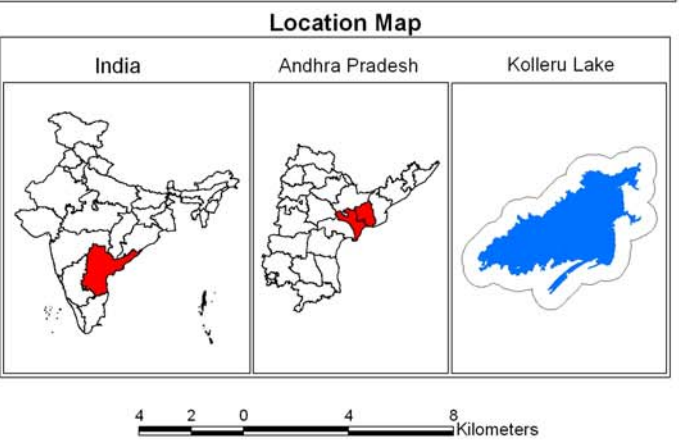 Location Map
India
Andhra Pradesh
Kolleru Lake
4 2 0 4 8
Kilometers